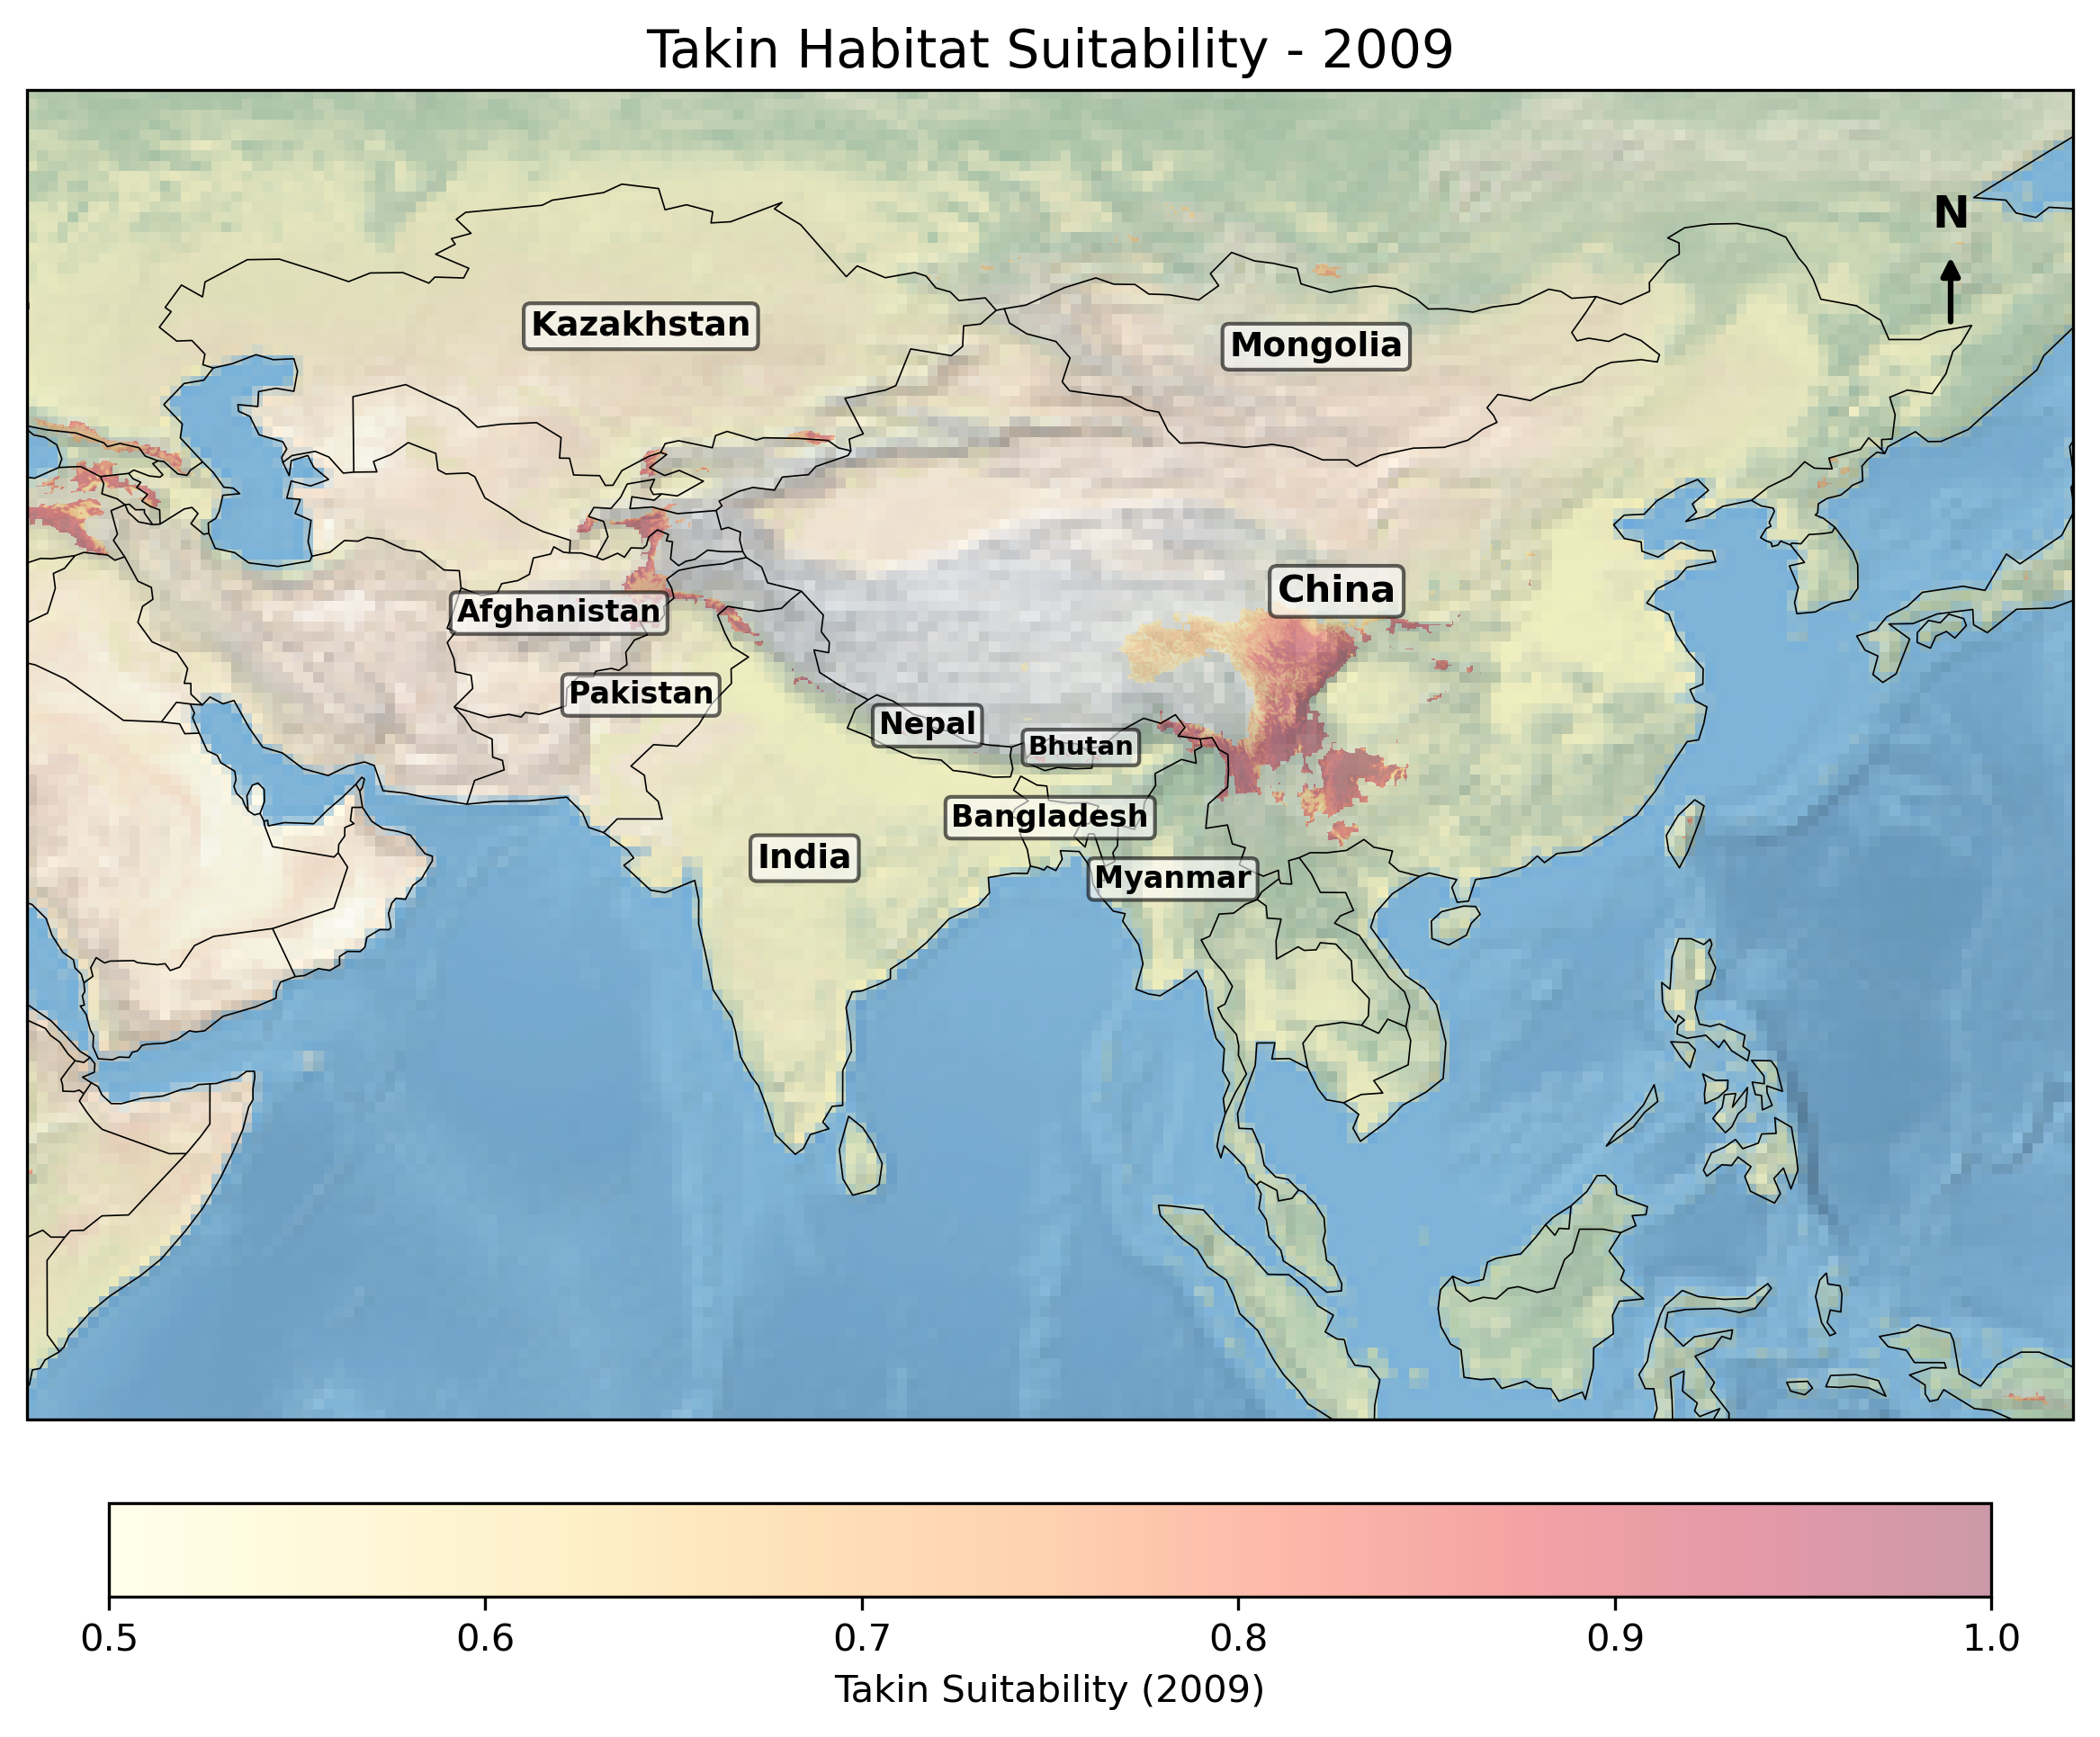 Takin Habitat Suitability - 2009
N
Kazakhstan
Mongolia
China
Afghanistan
Pakistan
Nepal
Bhutan
Bangladesh
India
Myanmar
0.5 0.6 0.7 0.8 0.9 1.0
Takin Suitability (2009)